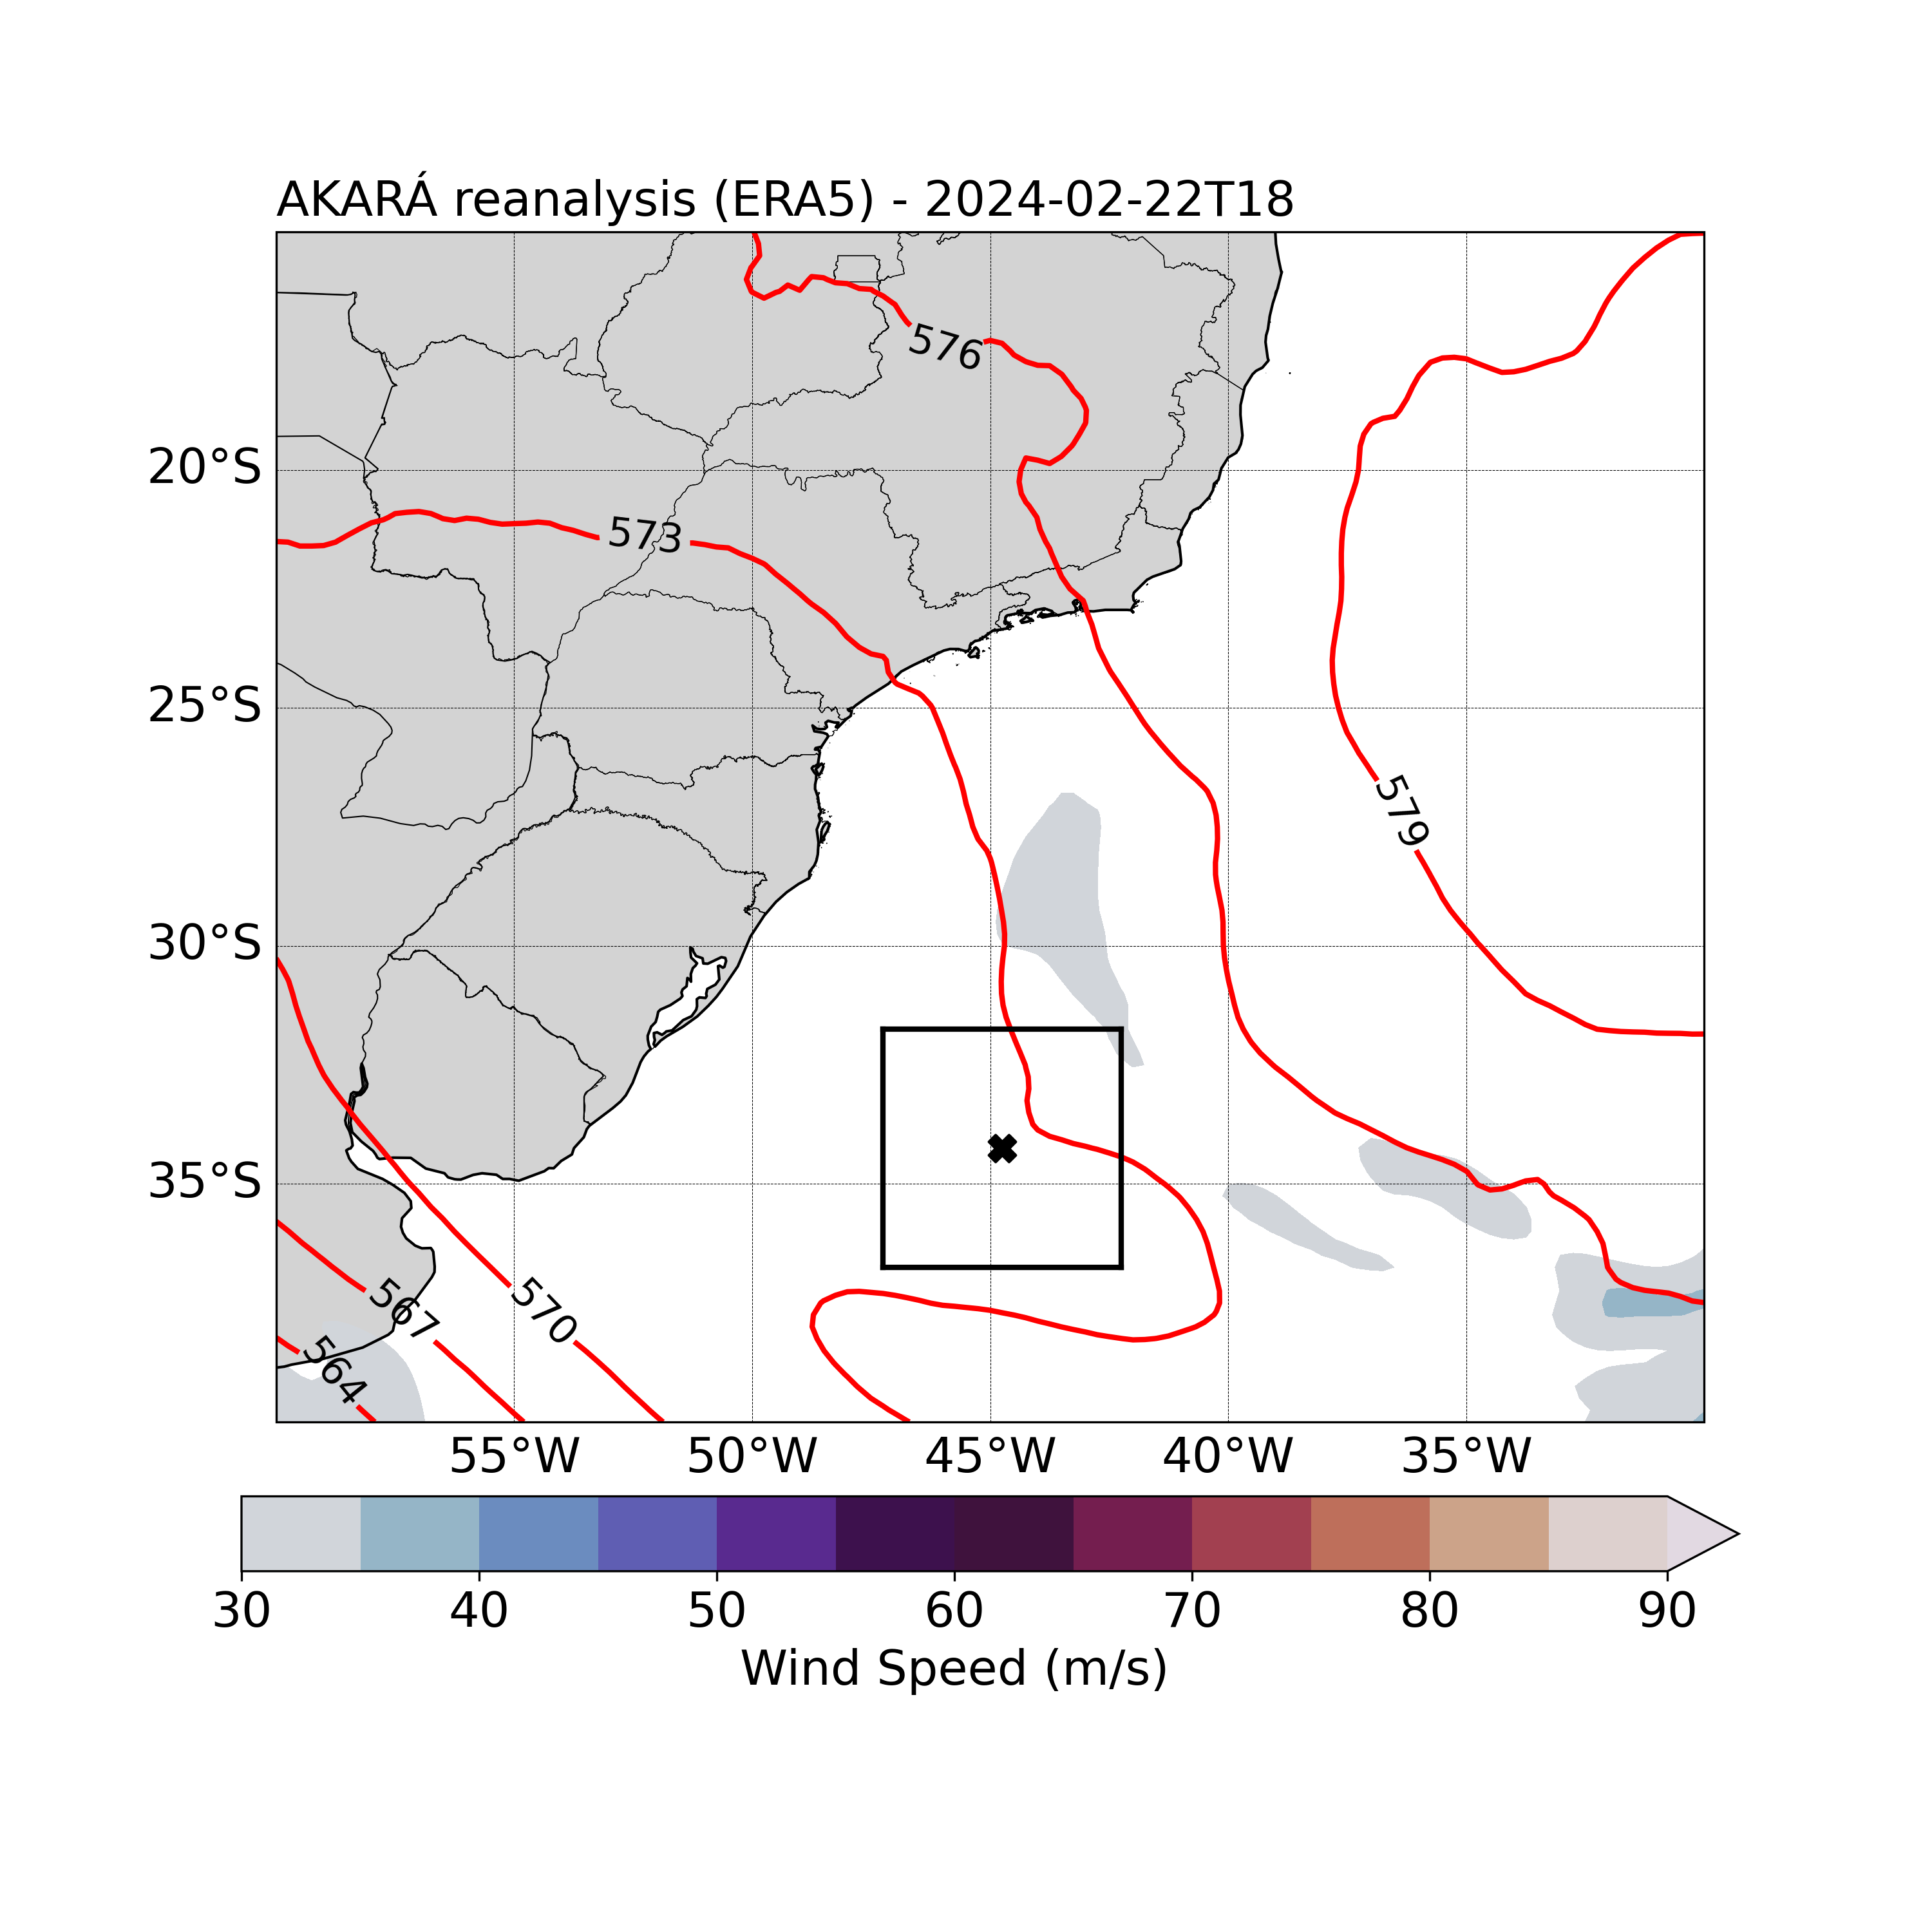 AKARÁ reanalysis (ERA5) - 2024-02-22T18
576
20°S
573
25°S
579
30°S
35°S
567
570
564
55°W 50°W 45°W 40°W 35°W
30 40 50 60 70 80 90
Wind Speed (m/s)